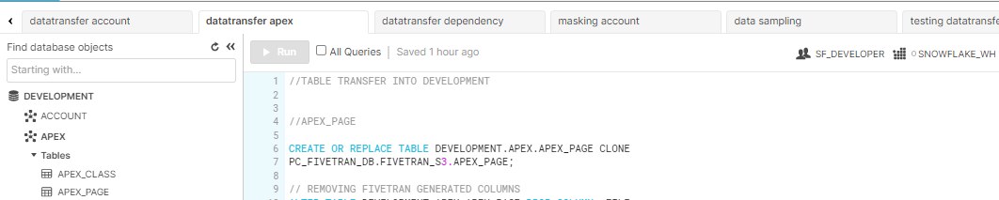 datatransfer account
datatransfer apex
datatransfer dependency
masking account
data sampling
testing datatransfe
Find database objects
Starting with...
DEVELOPMENT
ACCOUNT
APEX
Tables
APEX_CLASS
APEX_PAGE
Run
All Queries
Saved 1 hour ago
SF_DEVELOPER
SNOWFLAKE_WH
1 //TABLE TRANSFER INTO DEVELOPMENT
2
3
4 //APEX_PAGE
5
6 CREATE OR REPLACE TABLE DEVELOPMENT.APEX.APEX_PAGE CLONE
7 PC_FIVETRAN_DB.FIVETRAN_S3.APEX_PAGE;
8
9 // REMOVING FIVETRAN GENERATED COLUMNS